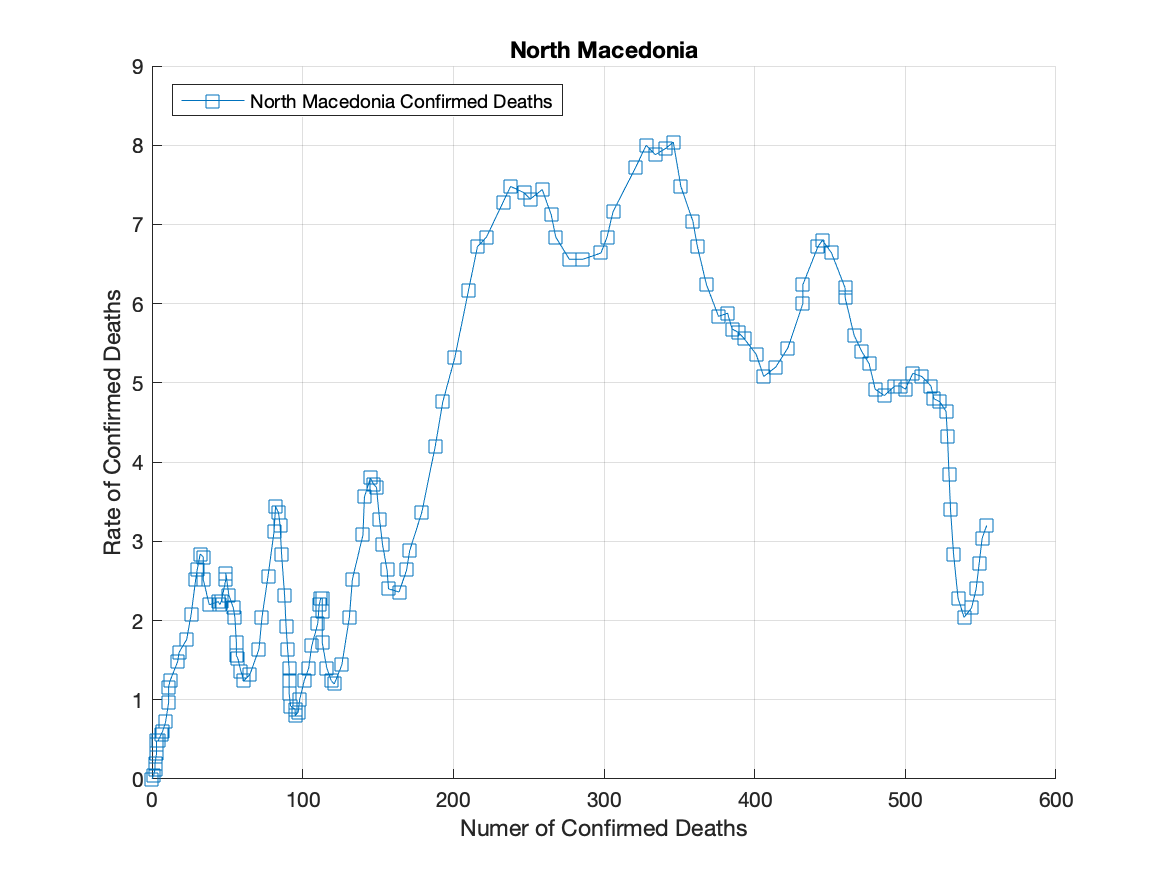 North Macedonia
North Macedonia Confirmed Deaths
9
8
7
6
5
4
3
2
1
0
Rate of Confirmed Deaths
0 100 200 300 400 500 600
Numer of Confirmed Deaths